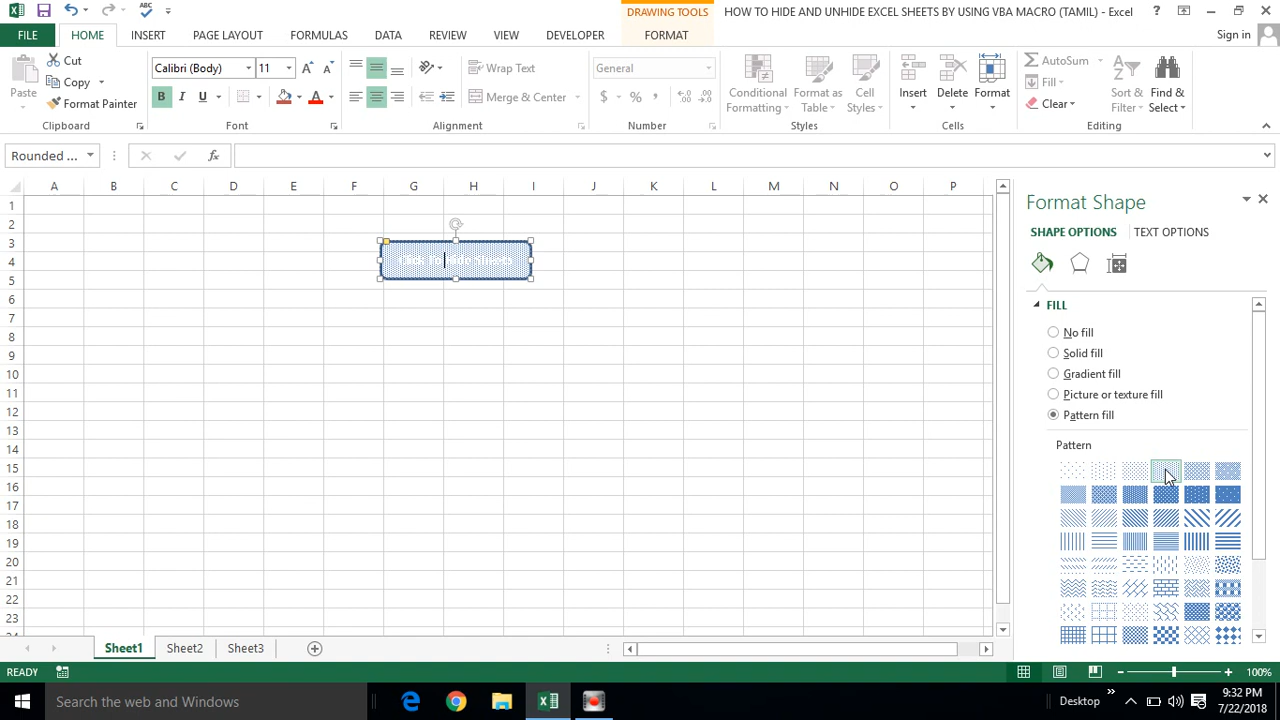 DRAWING TOOLS
HOW TO HIDE AND UNHIDE EXCEL SHEETS BY USING VBA MACRO (TAMIL) - Excel
FILE HOME INSERT PAGE LAYOUT FORMULAS DATA REVIEW VIEW DEVELOPER FORMAT Sign in
Paste
Cut
Copy
Format Painter
Clipboard
Calibri (Body) 11
B I U
Font
Wrap Text
Merge & Center
Alignment
General
$ % ,
Number
Conditional Formatting
Format as Table
Cell Styles
Styles
Insert
Delete
Format
Cells
AutoSum
Fill
Clear
Sort & Filter
Find & Select
Editing
Rounded ...
fx
A B C D E F G H I J K L M N O P
1
2
3
4
5
6
7
8
9
10
11
12
13
14
15
16
17
18
19
20
21
22
23
Format Shape
SHAPE OPTIONS TEXT OPTIONS
FILL
No fill
Solid fill
Gradient fill
Picture or texture fill
Pattern fill
Pattern
Sheet1 Sheet2 Sheet3
READY
100%
Search the web and Windows
Desktop
9:32 PM
7/22/2018